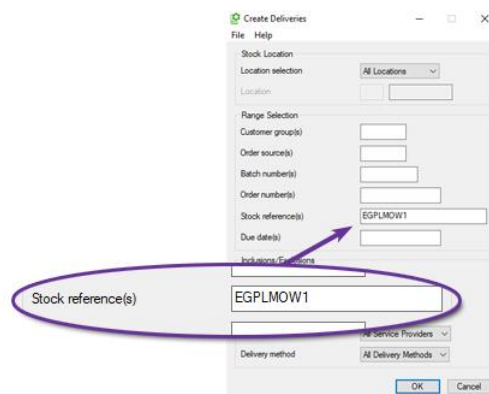 Create Deliveries
File Help
Stock Location
Location selection All Locations
Location
Range Selection
Customer group(s)
Order source(s)
Batch number(s)
Order number(s)
Stock reference(s) EGPLMOW1
Due date(s)
Inclusions/Exclusions
Stock reference(s) EGPLMOW1
All Service Providers
Delivery method All Delivery Methods
OK Cancel